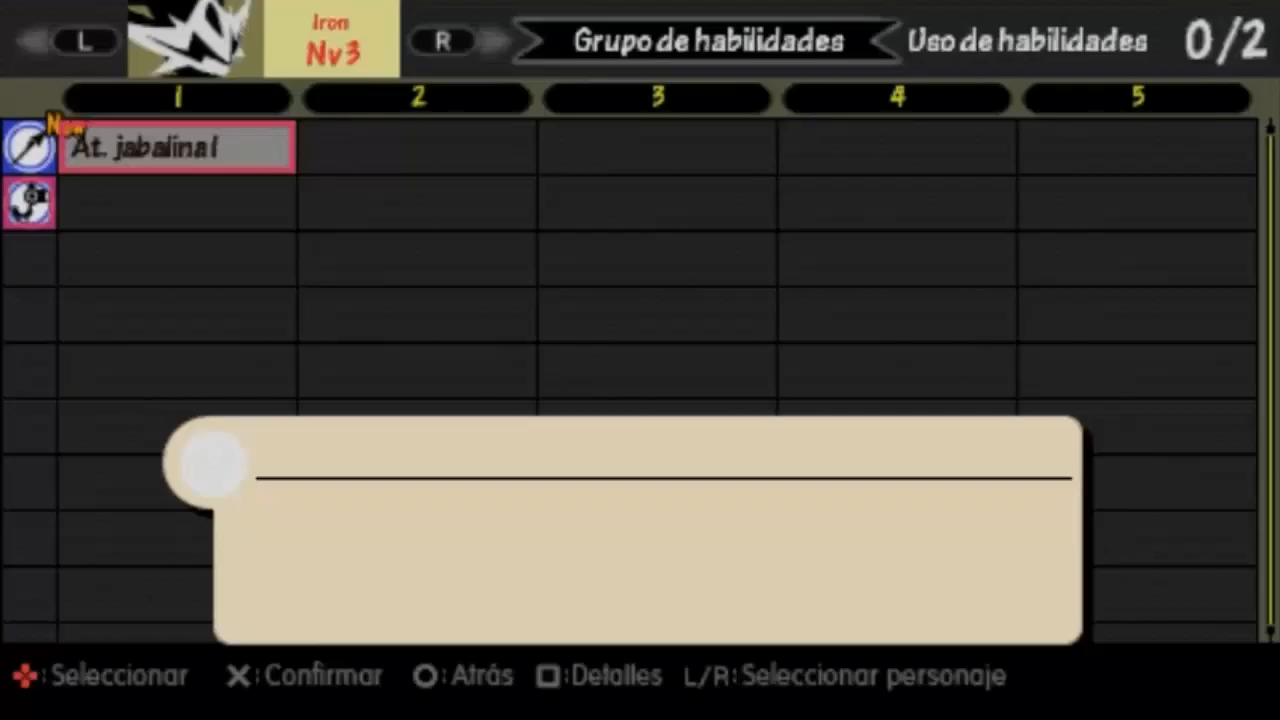 L
Iron
Nv3
R
Grupo de habilidades
Uso de habilidades
0/2
1 2 3 4 5
New
At. jabalina I
: Seleccionar X: Confirmar O: Atrás □: Detalles L/R: Seleccionar personaje